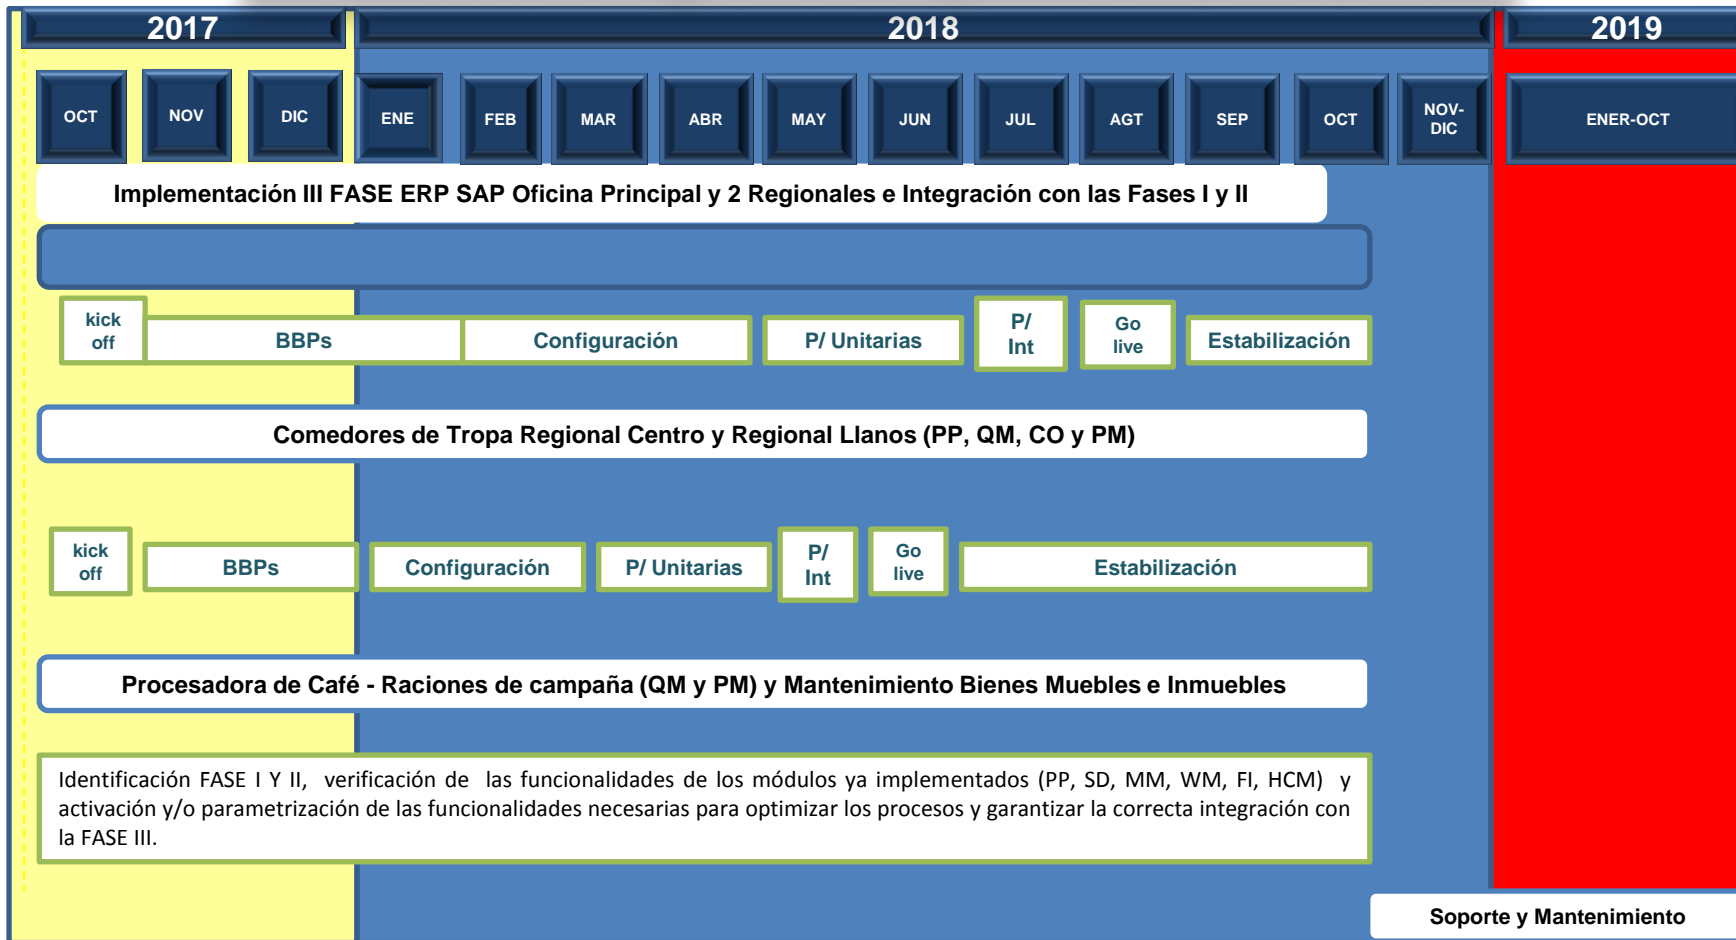 2017 2018 2019
OCT NOV DIC ENE FEB MAR ABR MAY JUN JUL AGT SEP OCT NOV-
DIC ENER-OCT
Implementación III FASE ERP SAP Oficina Principal y 2 Regionales e Integración con las Fases I y II
kick
off
BBPs
Configuración
P/ Unitarias
P/
Int
Go
live
Estabilización
Comedores de Tropa Regional Centro y Regional Llanos (PP, QM, CO y PM)
kick
off
BBPs
Configuración
P/ Unitarias
P/
Int
Go
live
Estabilización
Procesadora de Café - Raciones de campaña (QM y PM) y Mantenimiento Bienes Muebles e Inmuebles
Identificación FASE I Y II, verificación de las funcionalidades de los módulos ya implementados (PP, SD, MM, WM, FI, HCM) y
activación y/o parametrización de las funcionalidades necesarias para optimizar los procesos y garantizar la correcta integración con
la FASE III.
Soporte y Mantenimiento